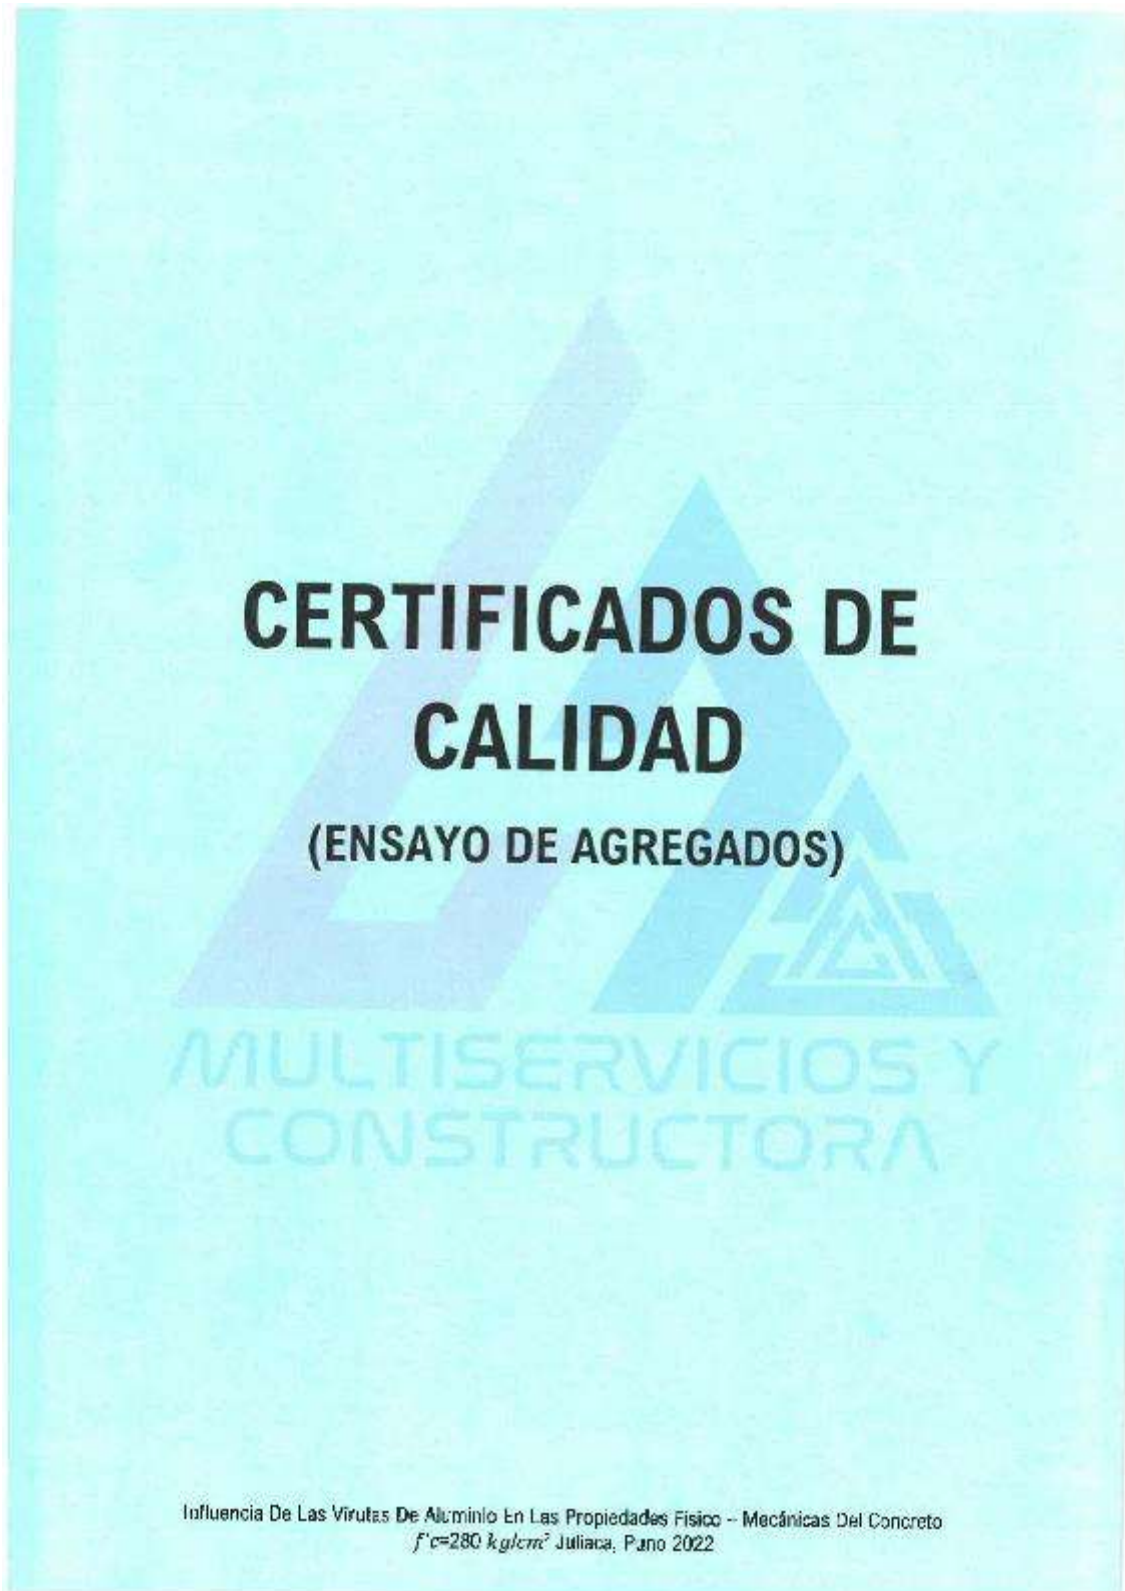 CERTIFICADOS DE
CALIDAD
(ENSAYO DE AGREGADOS)
MULTISERVICIOS Y
CONSTRUCTORA
Influencia De Las Virutas De Aluminio En Las Propiedades Físico – Mecánicas Del Concreto
f'c=280 kg/cm² Juliaca, Puno 2022